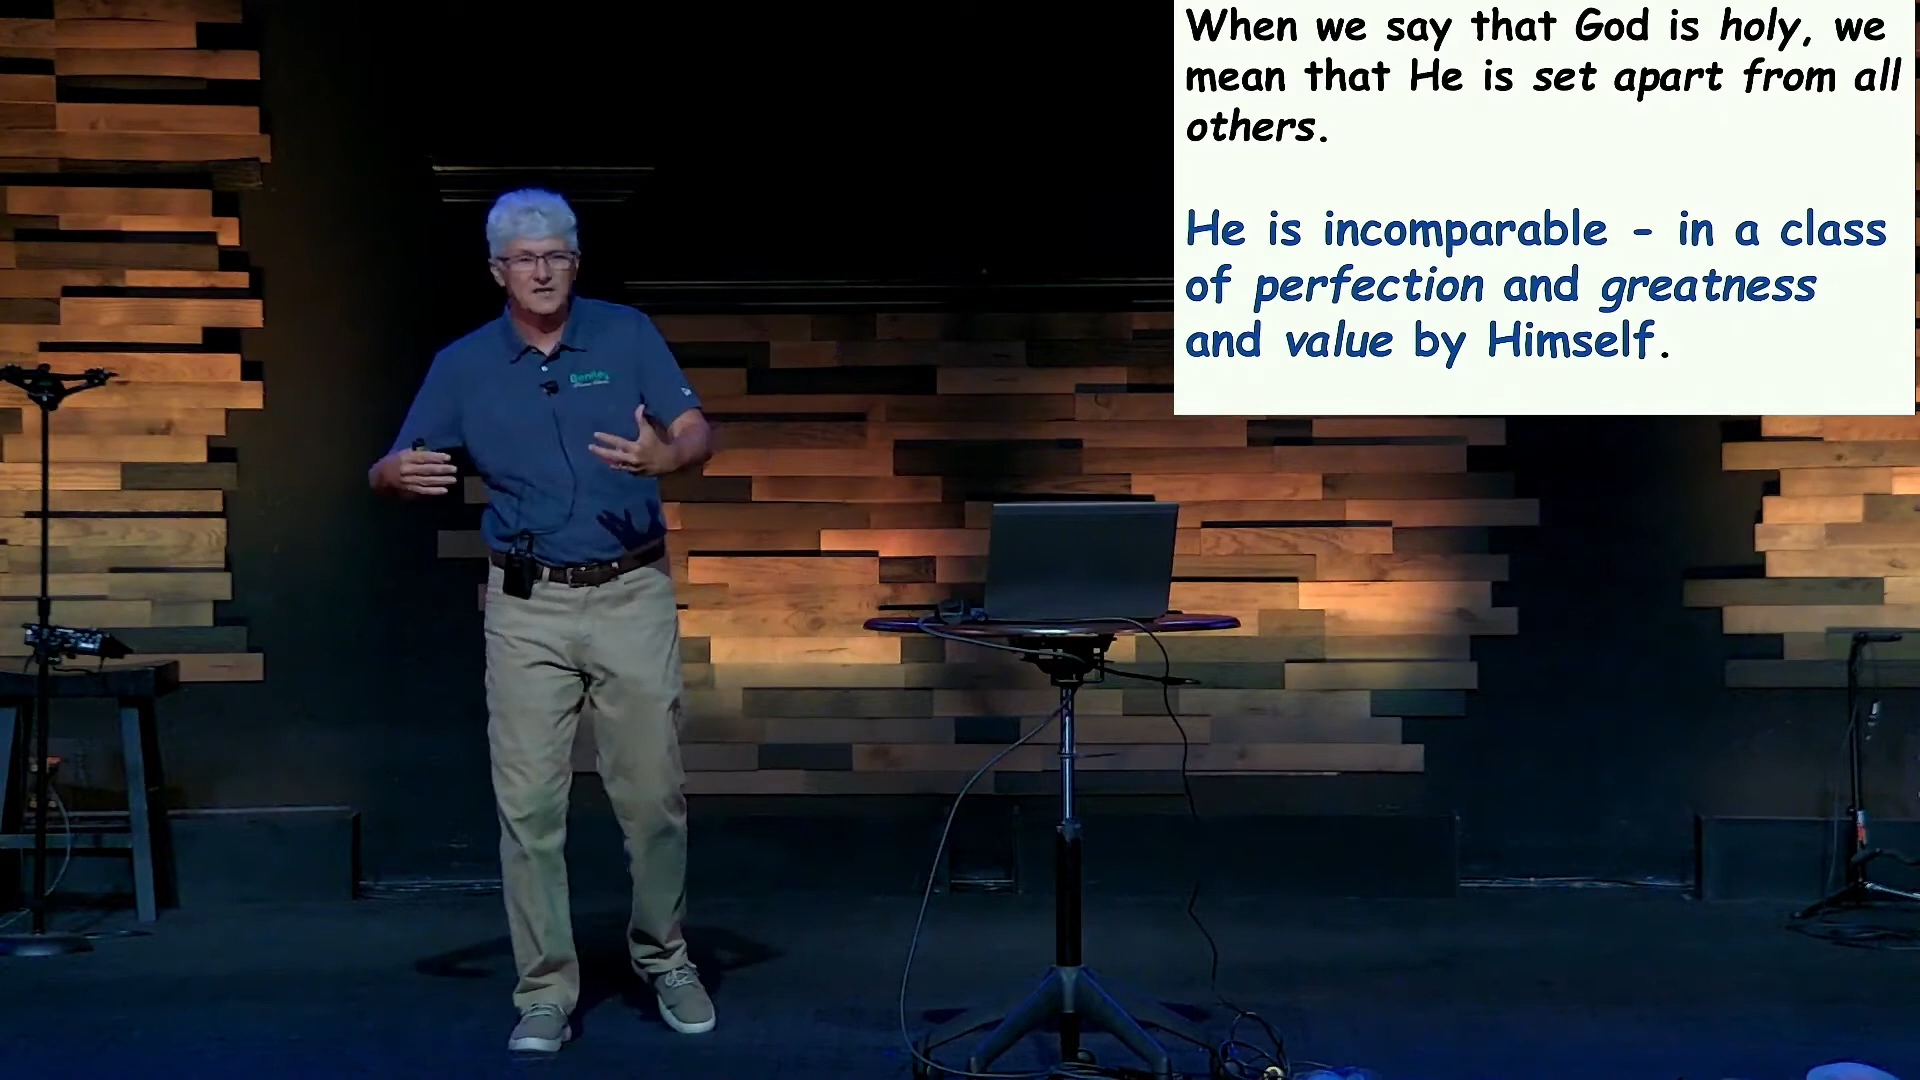 When we say that God is holy, we
mean that He is set apart from all
others.
He is incomparable - in a class
of perfection and greatness
and value by Himself.